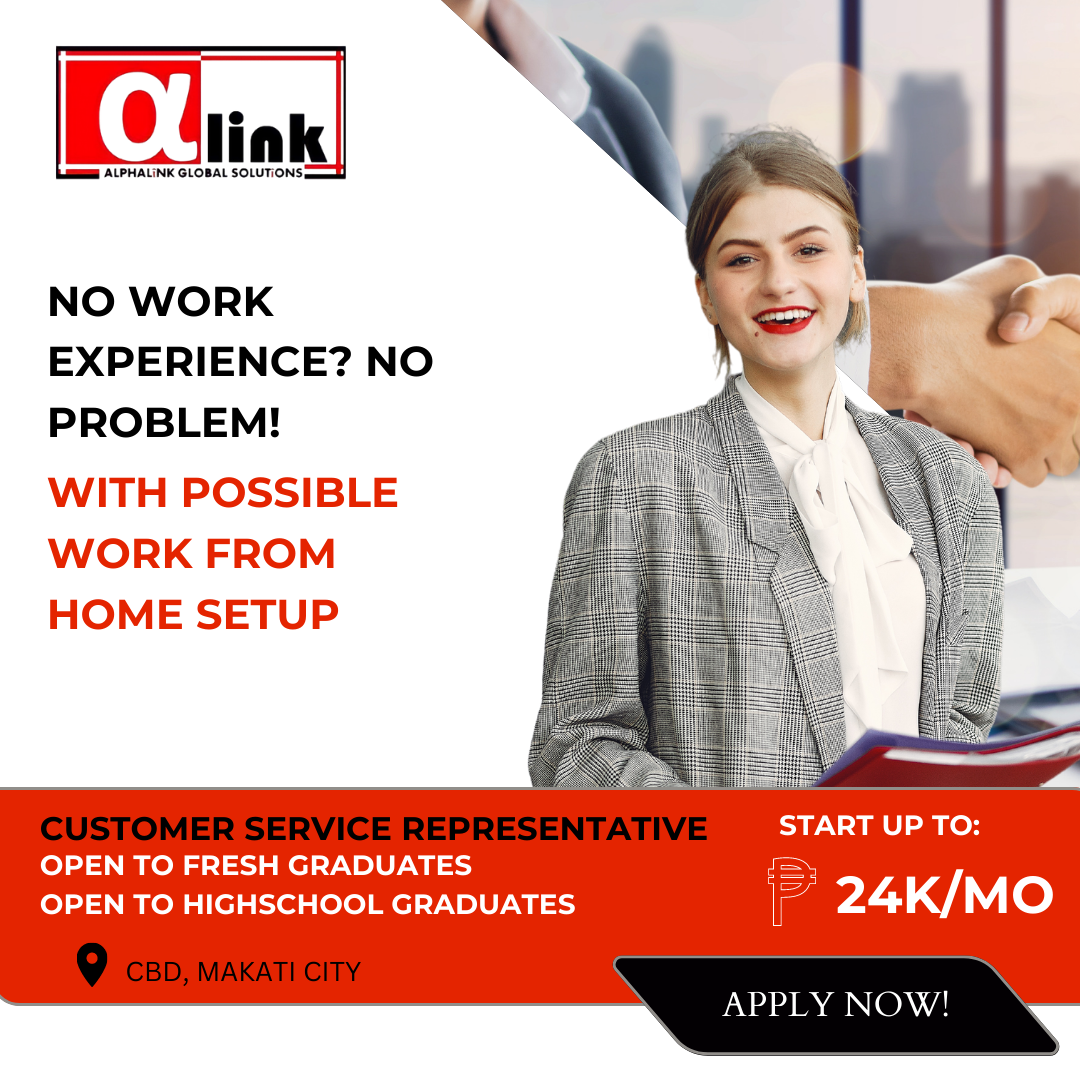 αlink
ALPHALiNK GLOBAL SOLUTiONS
NO WORK
EXPERIENCE? NO
PROBLEM!
WITH POSSIBLE
WORK FROM
HOME SETUP
CUSTOMER SERVICE REPRESENTATIVE
OPEN TO FRESH GRADUATES
OPEN TO HIGHSCHOOL GRADUATES
CBD, MAKATI CITY
START UP TO:
₱ 24K/MO
APPLY NOW!